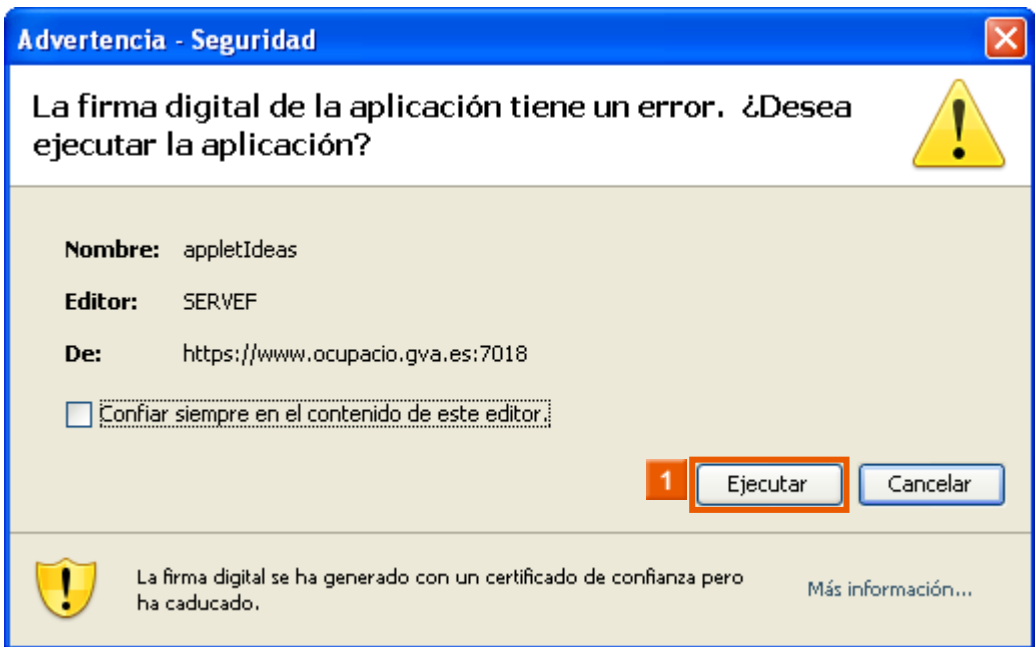 Advertencia - Seguridad
La firma digital de la aplicación tiene un error. ¿Desea
ejecutar la aplicación?
Nombre: appletIdeas
Editor: SERVEF
De: https://www.ocupacio.gva.es:7018
Confiar siempre en el contenido de este editor.
1 Ejecutar Cancelar
La firma digital se ha generado con un certificado de confianza pero
ha caducado.
Más información...